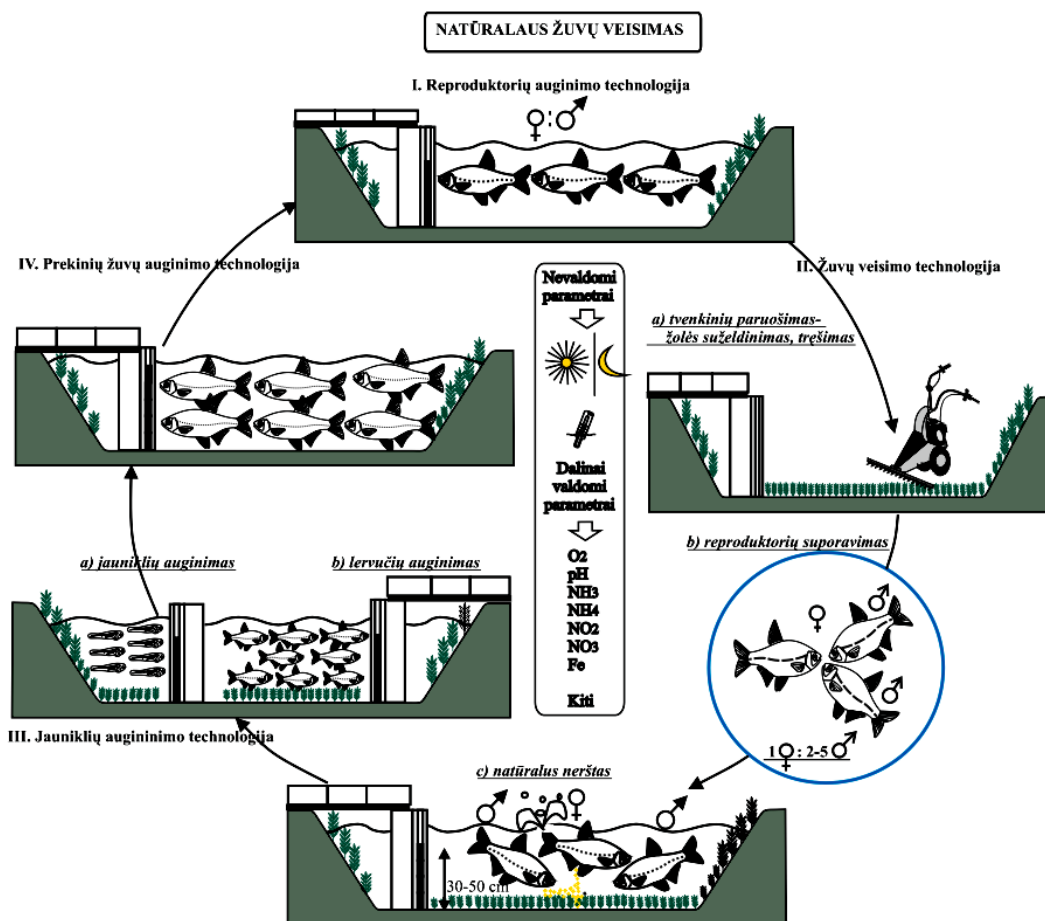 NATŪRALAUS ŽUVŲ VEISIMAS
I. Reproduktorių auginimo technologija
♀:♂
IV. Prekinių žuvų auginimo technologija
II. Žuvų veisimo technologija
Nevaldomi
parametrai
a) tvenkinių paruošimas-
žolės suželdinimas, tręšimas
Dalinai
valdomi
parametrai
O2
pH
NH3
NH4
NO2
NO3
Fe
Kiti
b) reproduktorių suporavimas
♀ ♂
♂
1♀: 2-5♂
a) jauniklių auginimas
b) lervučių auginimas
III. Jauniklių augininimo technologija
c) natūralus nerštas
♂ ♀ ♂
30-50 cm